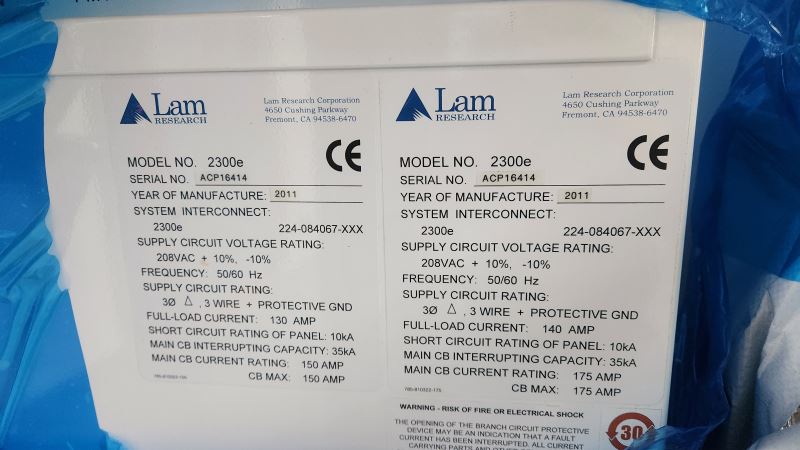 Lam
RESEARCH
Lam Research Corporation
4650 Cushing Parkway
Fremont, CA 94538-6470
CE
MODEL NO. 2300e
SERIAL NO. ACP16414
YEAR OF MANUFACTURE: 2011
SYSTEM INTERCONNECT:
2300e 224-084067-XXX
SUPPLY CIRCUIT VOLTAGE RATING:
208VAC + 10%, -10%
FREQUENCY: 50/60 Hz
SUPPLY CIRCUIT RATING:
3Ø △ , 3 WIRE + PROTECTIVE GND
FULL-LOAD CURRENT: 130 AMP
SHORT CIRCUIT RATING OF PANEL: 10kA
MAIN CB INTERRUPTING CAPACITY: 35kA
MAIN CB CURRENT RATING: 150 AMP
CB MAX: 150 AMP
Lam
RESEARCH
Lam Research Corporation
4650 Cushing Parkway
Fremont, CA 94538-6470
CE
MODEL NO. 2300e
SERIAL NO. ACP16414
YEAR OF MANUFACTURE: 2011
SYSTEM INTERCONNECT:
2300e 224-084067-XXX
SUPPLY CIRCUIT VOLTAGE RATING:
208VAC + 10%, -10%
FREQUENCY: 50/60 Hz
SUPPLY CIRCUIT RATING:
3Ø △ , 3 WIRE + PROTECTIVE GND
FULL-LOAD CURRENT: 140 AMP
SHORT CIRCUIT RATING OF PANEL: 10kA
MAIN CB INTERRUPTING CAPACITY: 35kA
MAIN CB CURRENT RATING: 175 AMP
CB MAX: 175 AMP
WARNING - RISK OF FIRE OR ELECTRICAL SHOCK
THE OPENING OF THE BRANCH CIRCUIT PROTECTIVE
DEVICE MAY BE AN INDICATION THAT A FAULT
CURRENT HAS BEEN INTERRUPTED. ALL CURRENT
CARRYING PARTS AND
30